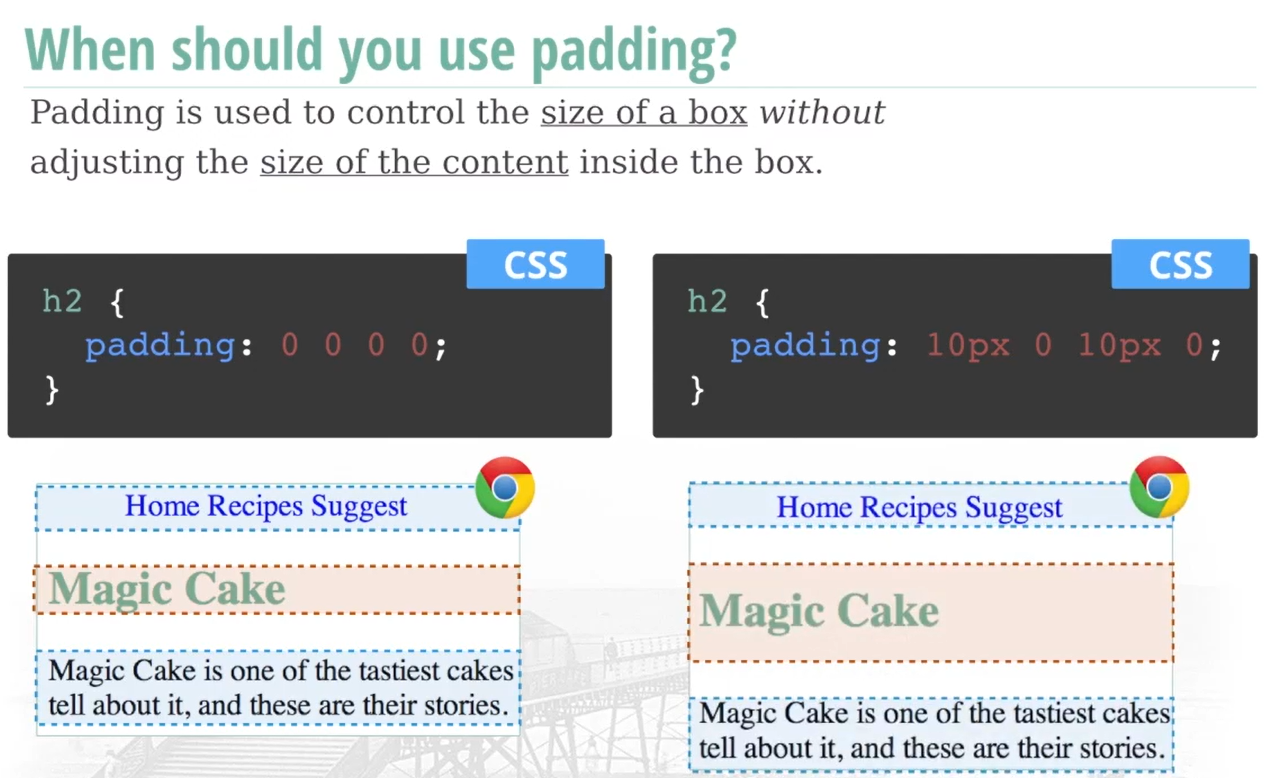 When should you use padding?
Padding is used to control the size of a box without
adjusting the size of the content inside the box.
CSS
h2 {
padding: 0 0 0 0;
}
Home Recipes Suggest
Magic Cake
Magic Cake is one of the tastiest cakes
tell about it, and these are their stories.
CSS
h2 {
padding: 10px 0 10px 0;
}
Home Recipes Suggest
Magic Cake
Magic Cake is one of the tastiest cakes
tell about it, and these are their stories.